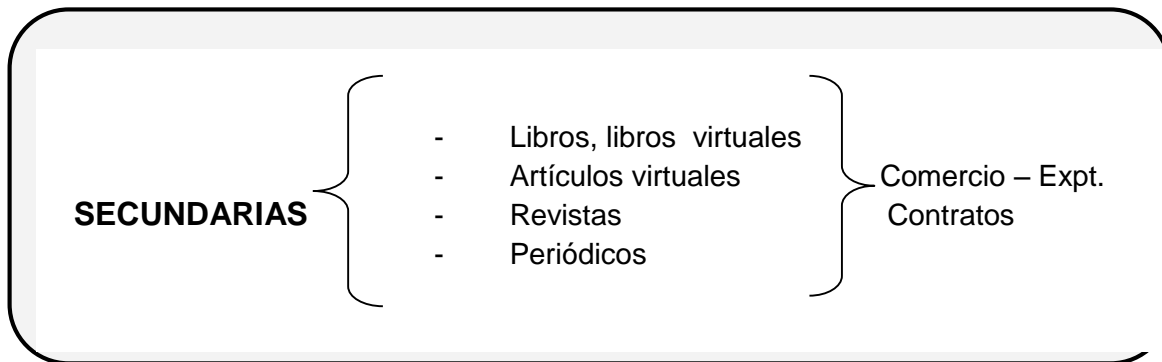 - Libros, libros virtuales
- Artículos virtuales
Comercio – Expt.
SECUNDARIAS
- Revistas
Contratos
- Periódicos